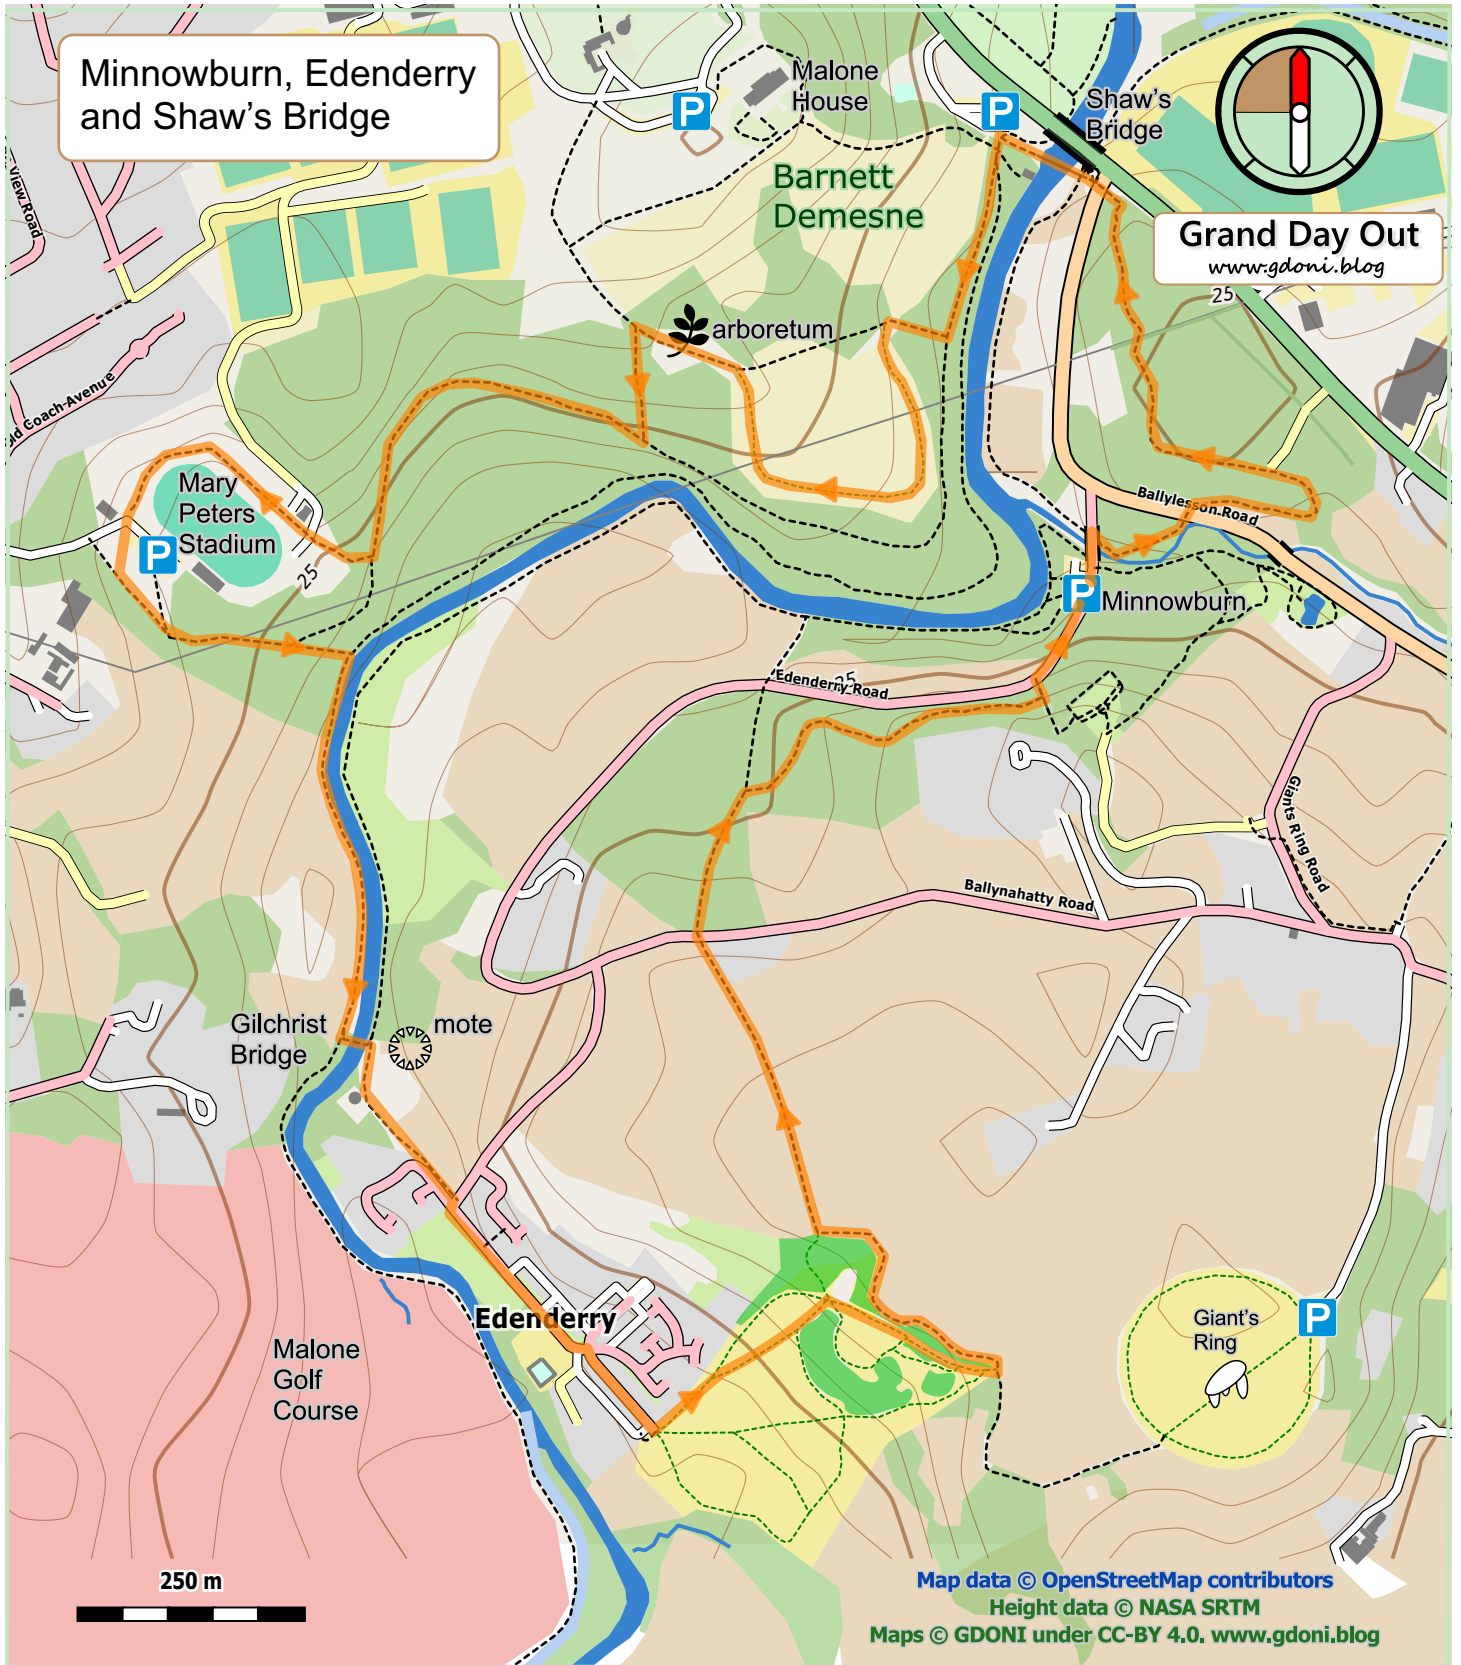 Minnowburn, Edenderry
and Shaw's Bridge
Malone
House
P
P
Shaw's
Bridge
Barnett
Demesne
Grand Day Out
www.gdoni.blog
25
View Road
arboretum
Old Coach Avenue
Mary
Peters
Stadium
P
25
Ballylesson Road
P
Minnowburn
Edenderry Road
25
Giants Ring Road
Ballynahatty Road
Gilchrist
Bridge
mote
Edenderry
Giant's
Ring
P
Malone
Golf
Course
250 m
Map data © OpenStreetMap contributors
Height data © NASA SRTM
Maps © GDONI under CC-BY 4.0. www.gdoni.blog